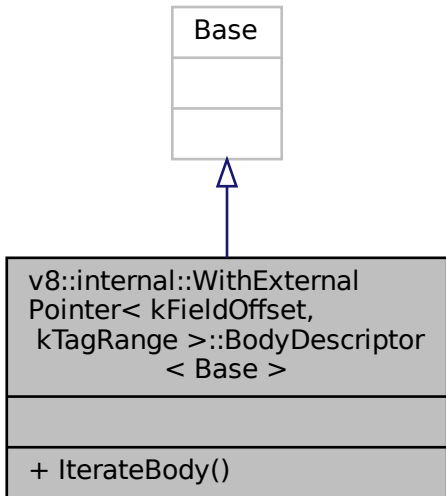 Base
v8::internal::WithExternal
Pointer< kFieldOffset,
kTagRange >::BodyDescriptor
< Base >
+ IterateBody()